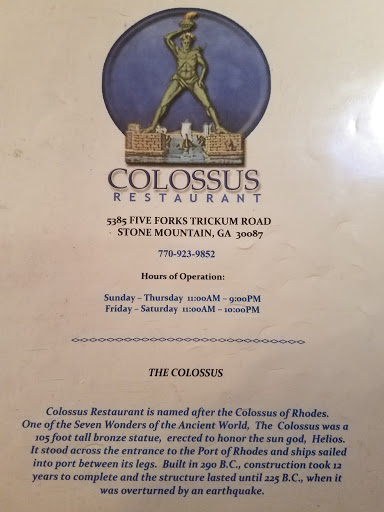 COLOSSUS
RESTAURANT
5385 FIVE FORKS TRICKUM ROAD
STONE MOUNTAIN, GA 30087
770-923-9852
Hours of Operation:
Sunday – Thursday 11:00AM – 9:00PM
Friday – Saturday 11:00AM – 10:00PM
THE COLOSSUS
Colossus Restaurant is named after the Colossus of Rhodes.
One of the Seven Wonders of the Ancient World, The Colossus was a
105 foot tall bronze statue, erected to honor the sun god, Helios.
It stood across the entrance to the Port of Rhodes and ships sailed
into port between its legs. Built in 290 B.C., construction took 12
years to complete and the structure lasted until 225 B.C., when it
was overturned by an earthquake.